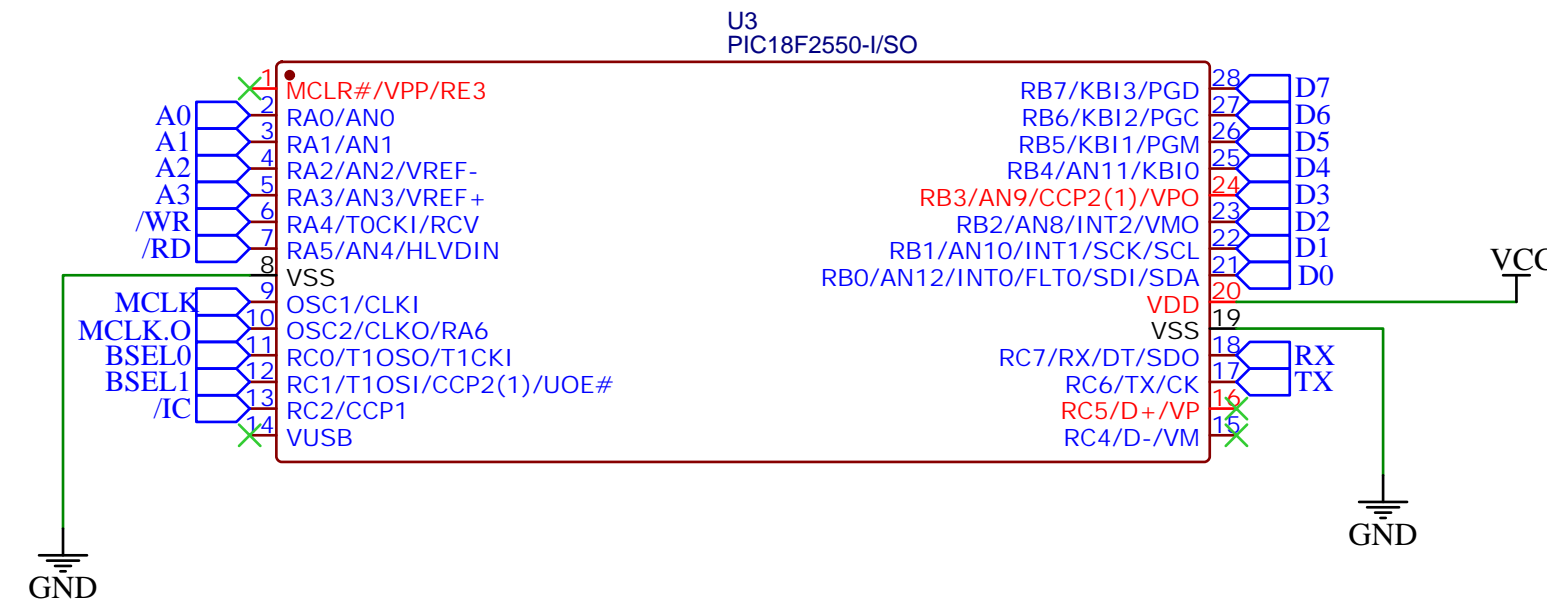 U3
PIC18F2550-I/SO
1 MCLR#/VPP/RE3
A0 2 RA0/AN0
A1 3 RA1/AN1
A2 4 RA2/AN2/VREF-
A3 5 RA3/AN3/VREF+
/WR 6 RA4/T0CKI/RCV
/RD 7 RA5/AN4/HLVDIN
8 VSS
MCLK 9 OSC1/CLKI
MCLK.O 10 OSC2/CLKO/RA6
BSEL0 11 RC0/T1OSO/T1CKI
BSEL1 12 RC1/T1OSI/CCP2(1)/UOE#
/IC 13 RC2/CCP1
14 VUSB
GND
RB7/KBI3/PGD 28 D7
RB6/KBI2/PGC 27 D6
RB5/KBI1/PGM 26 D5
RB4/AN11/KBI0 25 D4
RB3/AN9/CCP2(1)/VPO 24 D3
RB2/AN8/INT2/VMO 23 D2
RB1/AN10/INT1/SCK/SCL 22 D1
RB0/AN12/INT0/FLT0/SDI/SDA 21 D0
VDD 20 VCC
VSS 19
RC7/RX/DT/SDO 18 RX
RC6/TX/CK 17 TX
RC5/D+/VP 16
RC4/D-/VM 15
GND